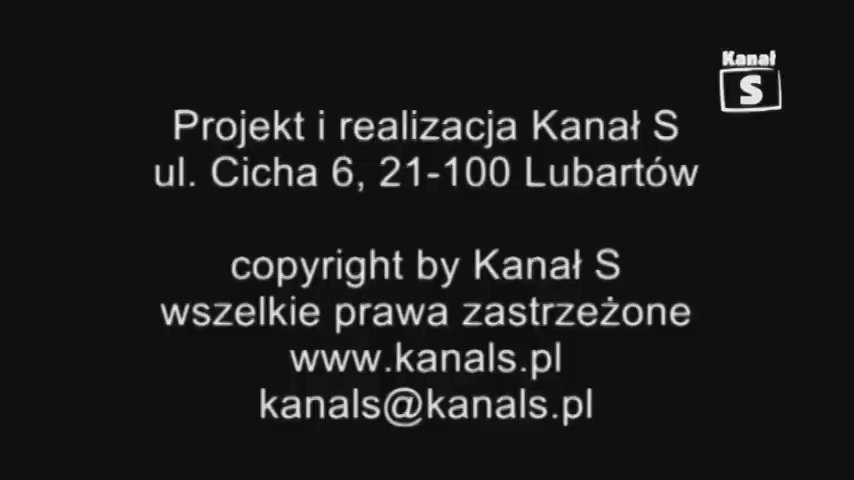 Kanał
S
Projekt i realizacja Kanał S
ul. Cicha 6, 21-100 Lubartów
copyright by Kanał S
wszelkie prawa zastrzeżone
www.kanals.pl
kanals@kanals.pl